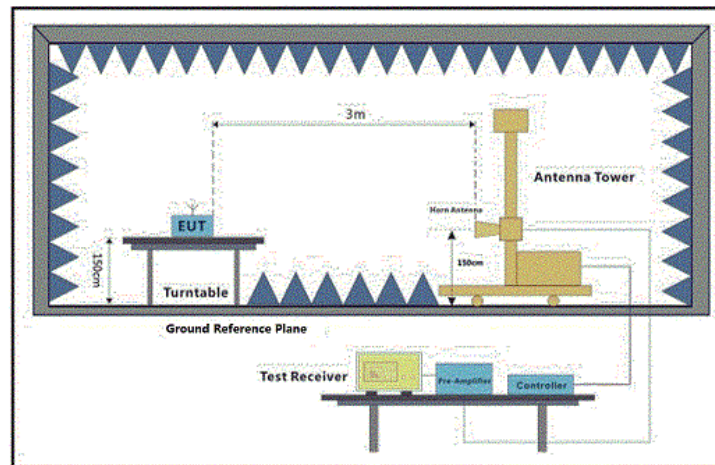 3m
Antenna Tower
Horn Antenna
EUT
150cm
150cm
Turntable
Ground Reference Plane
Test Receiver
Pre-Amplifier
Controller